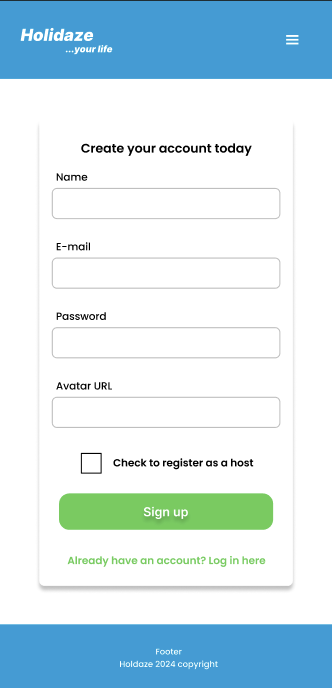 Holidaze
...your life
Create your account today
Name
E-mail
Password
Avatar URL
Check to register as a host
Sign up
Already have an account? Log in here
Footer
Holdaze 2024 copyright